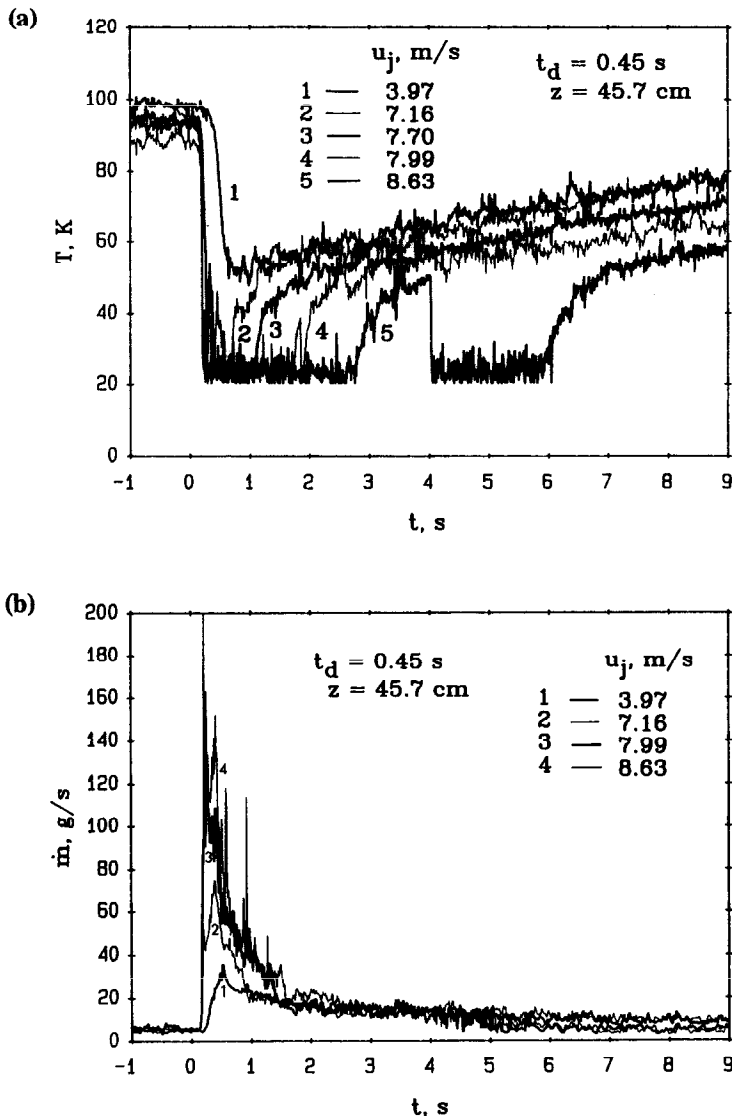 (a)
120
100
80
60
40
20
0
T, K
u_j, m/s
1 — 3.97
2 — 7.16
3 — 7.70
4 — 7.99
5 — 8.63
t_d = 0.45 s
z = 45.7 cm
1
2
3
4
5
-1 0 1 2 3 4 5 6 7 8 9
t, s
(b)
200
180
160
140
120
100
80
60
40
20
0
ṁ, g/s
t_d = 0.45 s
z = 45.7 cm
u_j, m/s
1 — 3.97
2 — 7.16
3 — 7.99
4 — 8.63
4
3
2
1
-1 0 1 2 3 4 5 6 7 8 9
t, s